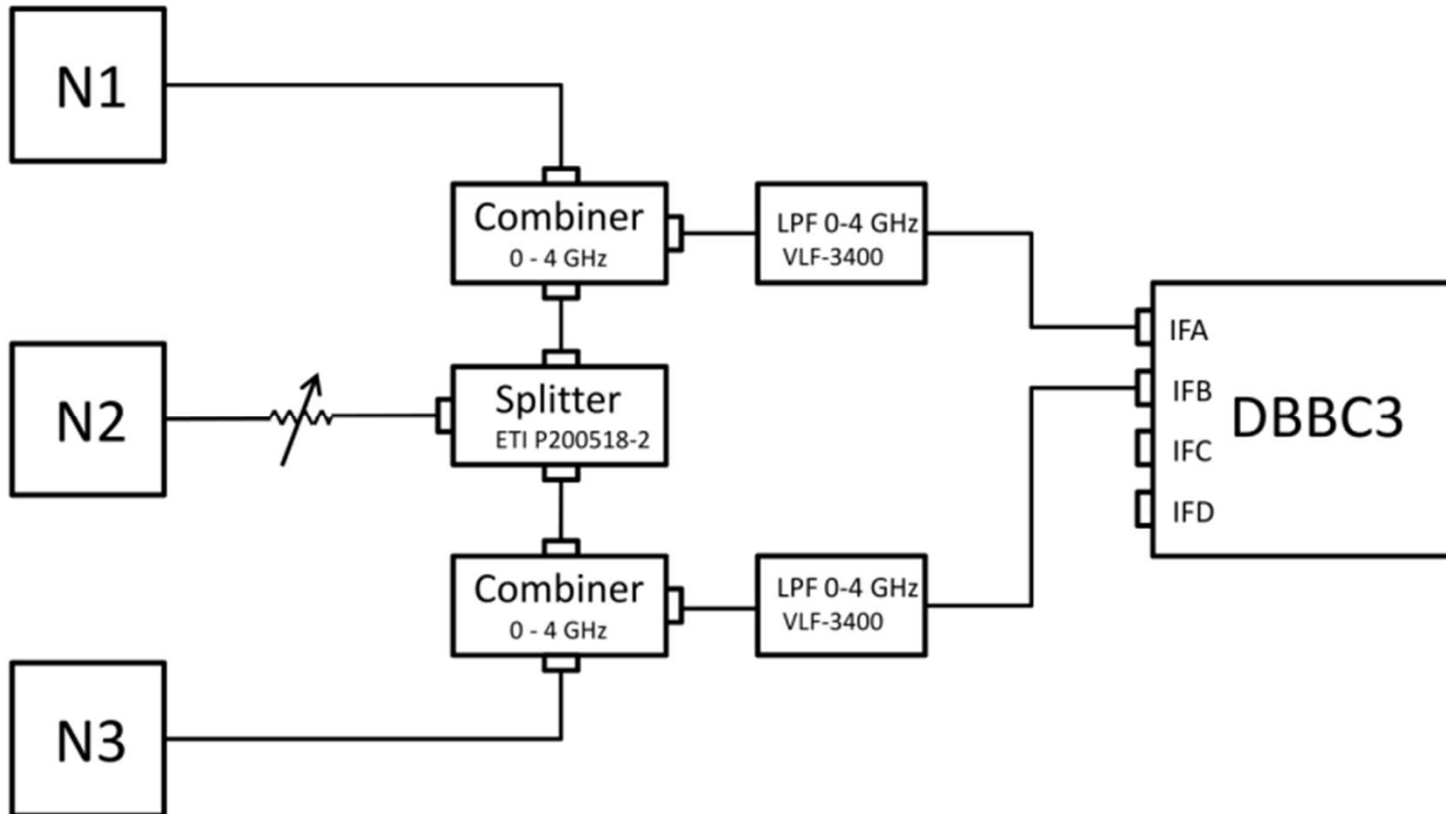 N1
Combiner
0 - 4 GHz
LPF 0-4 GHz
VLF-3400
IFA
IFB
IFC
IFD
DBBC3
N2
Splitter
ETI P200518-2
Combiner
0 - 4 GHz
LPF 0-4 GHz
VLF-3400
N3